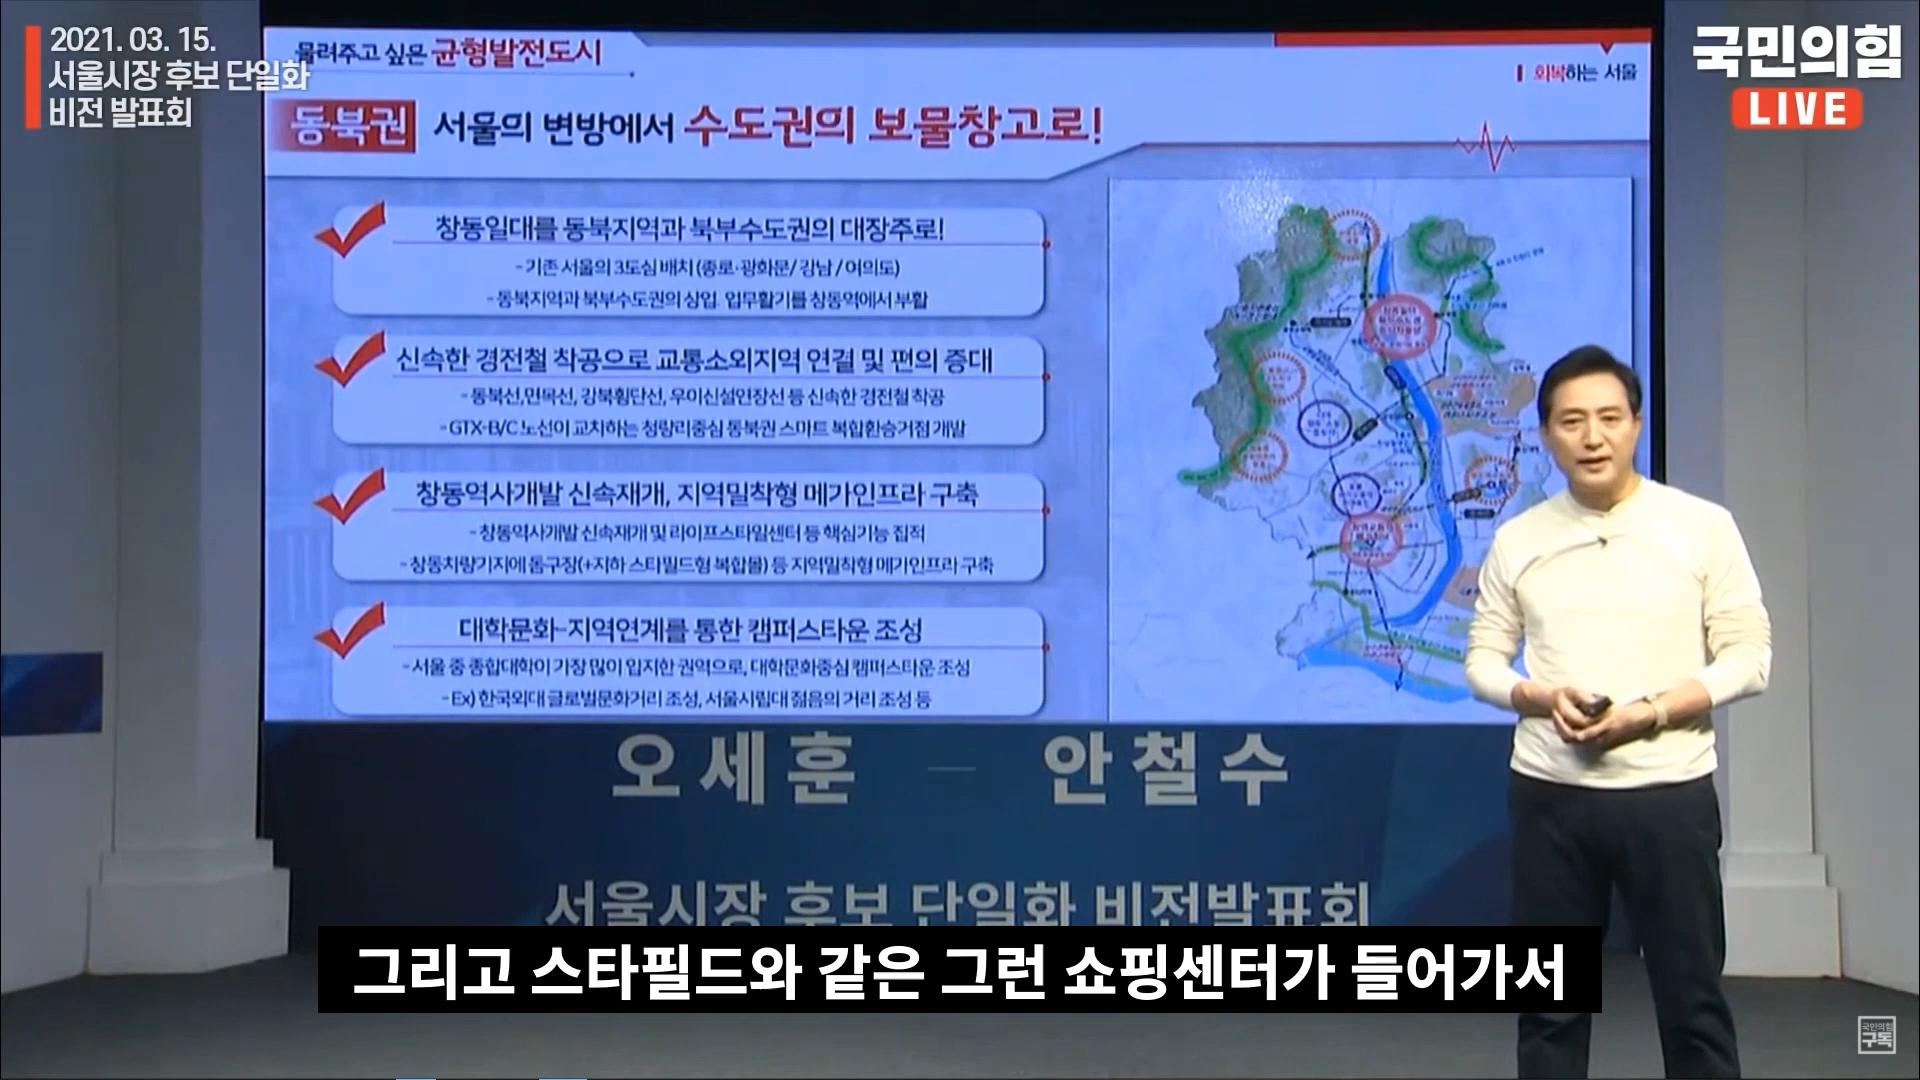 2021. 03. 15.
서울시장 후보 단일화
비전 발표회
국민의힘
LIVE
물려주고 싶은 균형발전도시
회복하는 서울
동북권 서울의 변방에서 수도권의 보물창고로!
창동일대를 동북지역과 북부수도권의 대장주로!
- 기존 서울의 3도심 배치 (종로·광화문/ 강남 / 여의도)
- 동북지역과 북부수도권의 상업. 업무활기를 창동역에서 부활
신속한 경전철 착공으로 교통소외지역 연결 및 편의 증대
- 동북선,면목선, 강북횡단선, 우이신설연장선 등 신속한 경전철 착공
- GTX-B/C 노선이 교차하는 청량리중심 동북권 스마트 복합환승거점 개발
창동역사개발 신속재개, 지역밀착형 메가인프라 구축
- 창동역사개발 신속재개 및 라이프스타일센터 등 핵심기능 집적
- 창동차량기지에 돔구장(+지하 스타필드형 복합몰) 등 지역밀착형 메가인프라 구축
대학문화-지역연계를 통한 캠퍼스타운 조성
- 서울 중 종합대학이 가장 많이 입지한 권역으로, 대학문화중심 캠퍼스타운 조성
- Ex) 한국외대 글로벌문화거리 조성, 서울시립대 젊음의 거리 조성 등
오세훈 — 안철수
서울시장 후보 단일화 비전발표회
그리고 스타필드와 같은 그런 쇼핑센터가 들어가서
국민의힘
구독